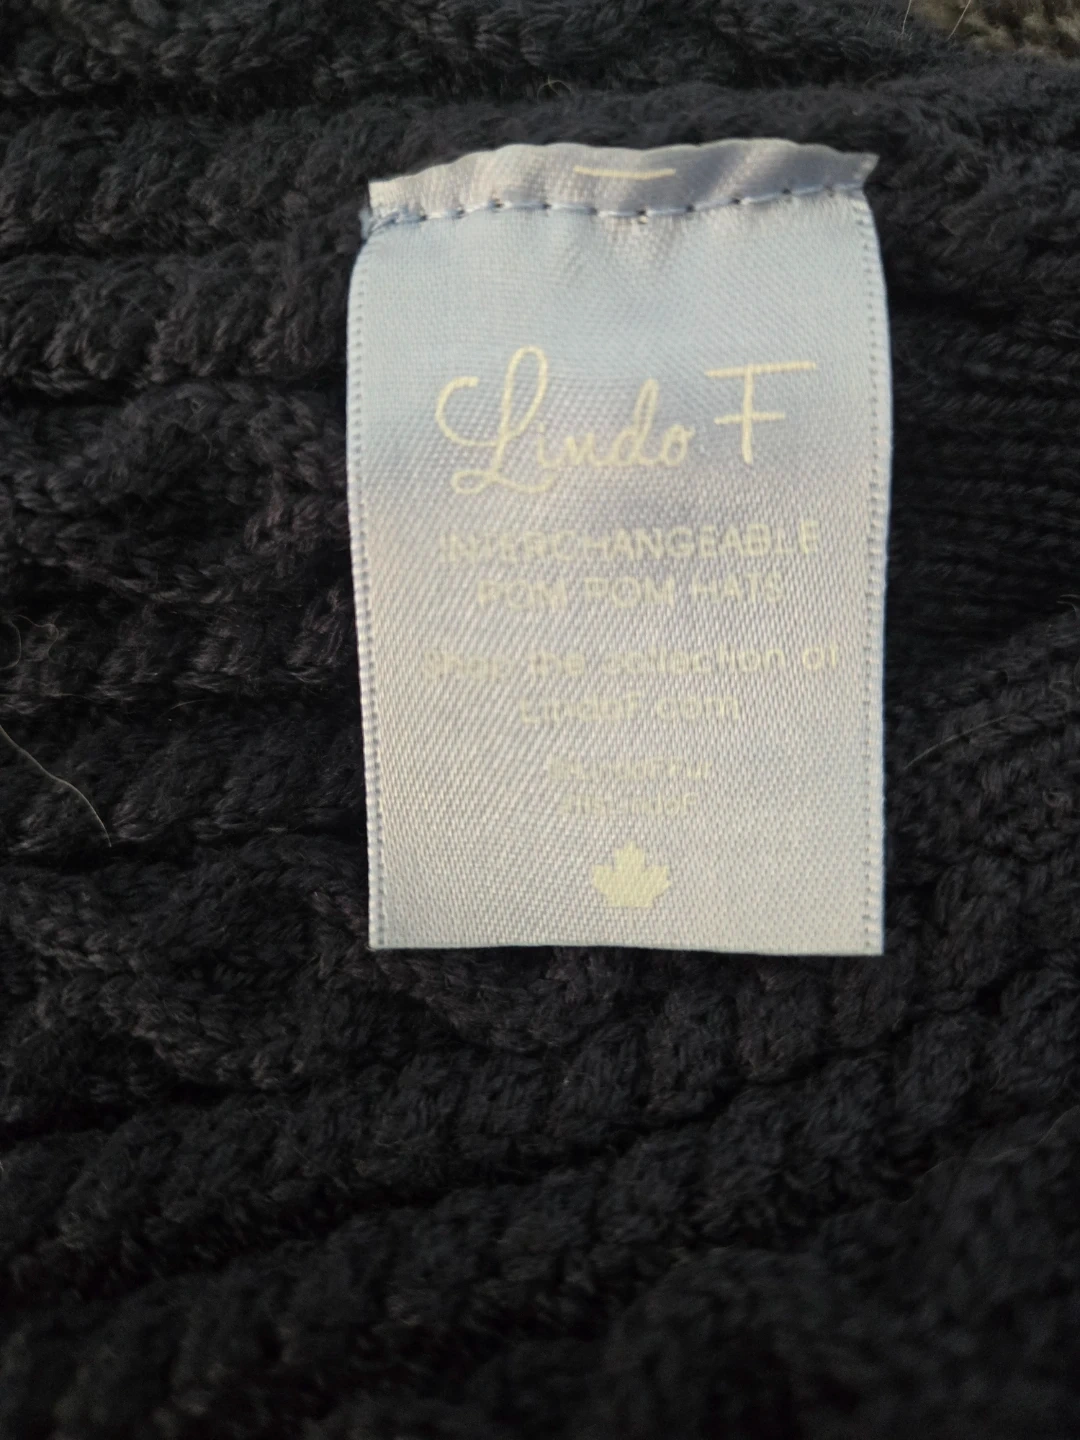 Lindo F
INTERCHANGEABLE
POM POM HATS
Shop the collection at
LindoF.com